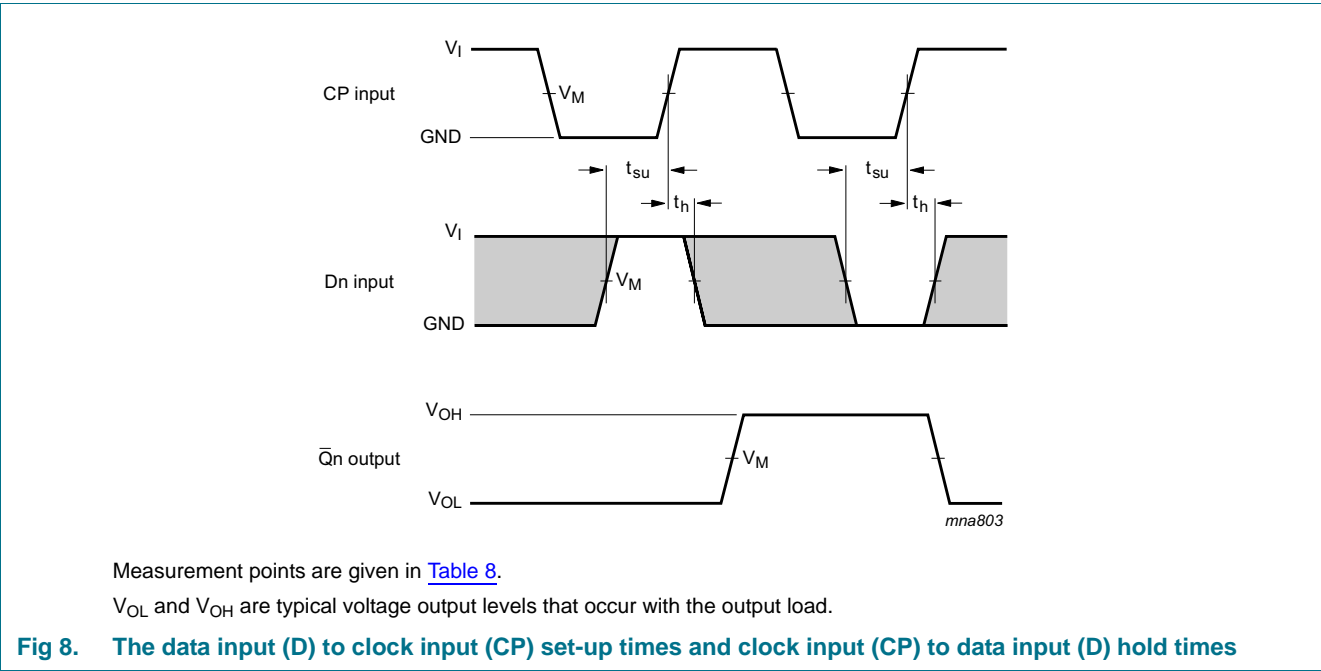 V_I
CP input
V_M
GND
t_su t_su
t_h t_h
V_I
Dn input
V_M
GND
V_OH
Q̅n output
V_M
V_OL
mna803
Measurement points are given in Table 8.
V_OL and V_OH are typical voltage output levels that occur with the output load.
Fig 8. The data input (D) to clock input (CP) set-up times and clock input (CP) to data input (D) hold times